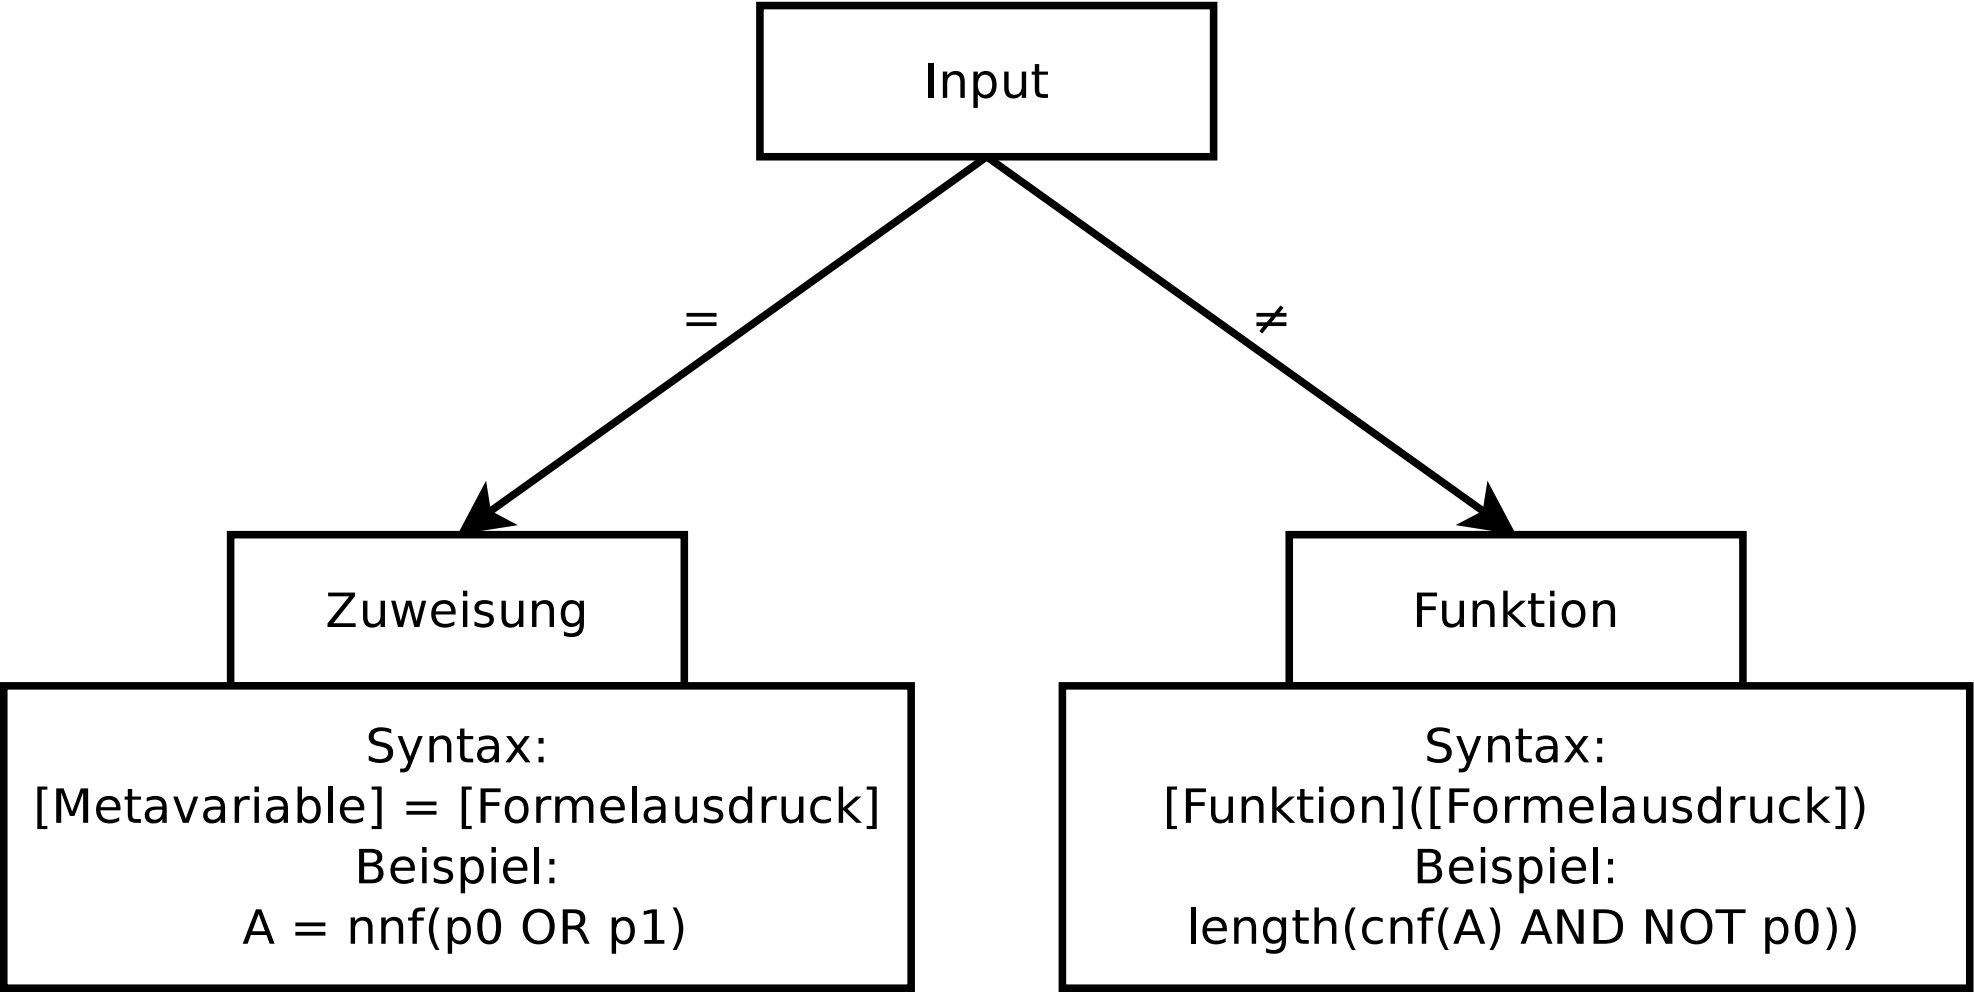 Input
=
≠
Zuweisung
Syntax:
[Metavariable] = [Formelausdruck]
Beispiel:
A = nnf(p0 OR p1)
Funktion
Syntax:
[Funktion]([Formelausdruck])
Beispiel:
length(cnf(A) AND NOT p0))